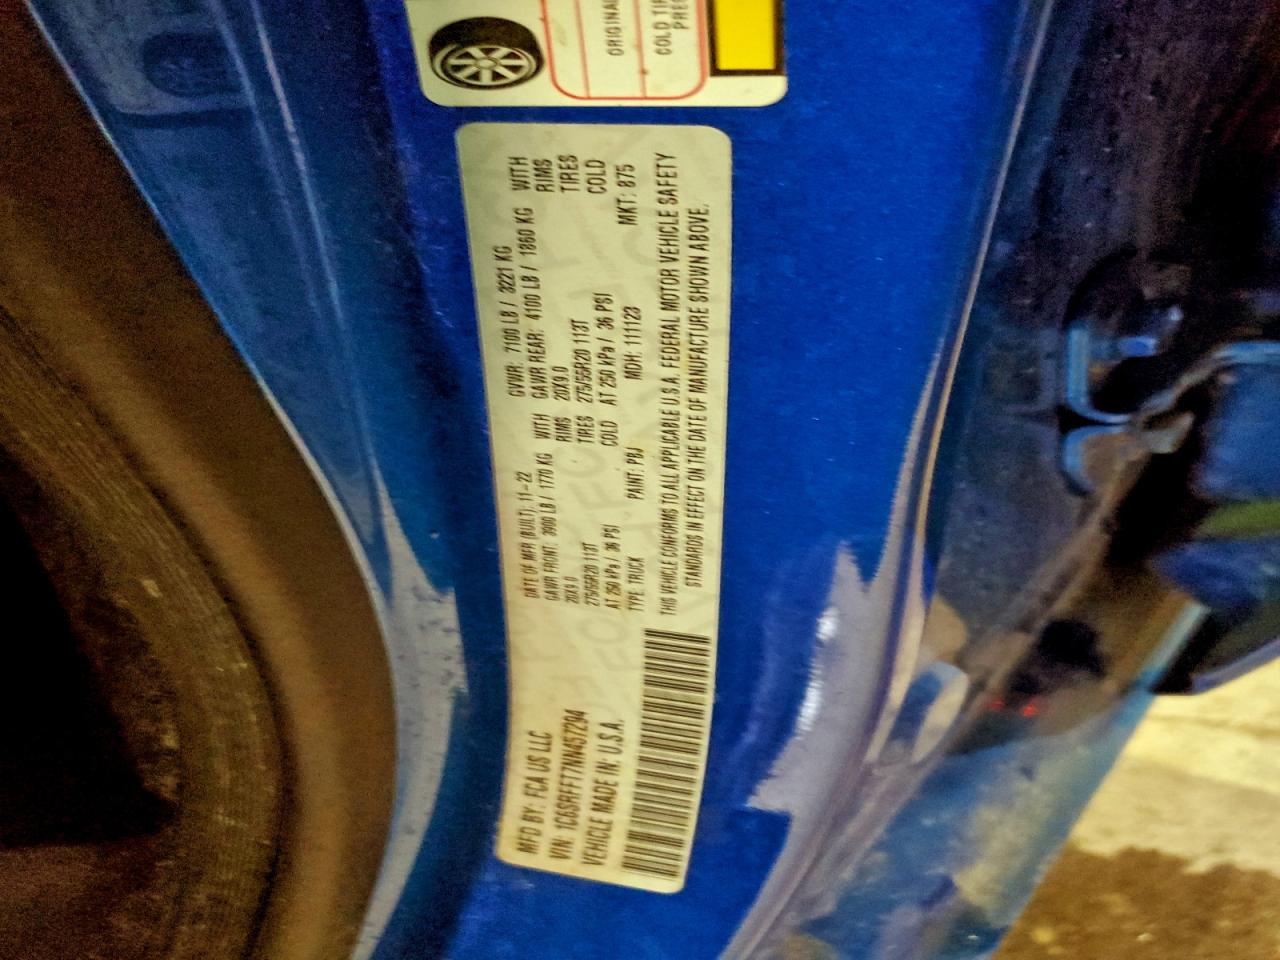 ORIGINAL
COLD TIRE
MFD BY: FCA US LLC
DATE OF MFR (BUILT): 11-22
GVWR: 7100 LB / 3221 KG
GAWR FRONT: 3900 LB / 1770 KG WITH
20X9.0 RIMS
275/55R20 113T TIRES
AT 250 kPa / 36 PSI COLD
GAWR REAR: 4100 LB / 1860 KG WITH
20X9.0 RIMS
275/55R20 113T TIRES
AT 250 kPa / 36 PSI COLD
VIN: 1C6SRFFT7NN457294
VEHICLE MADE IN: U.S.A.
TYPE: TRUCK PAINT: PBJ MDH: 111123 MKT: 875
THIS VEHICLE CONFORMS TO ALL APPLICABLE U.S.A. FEDERAL MOTOR VEHICLE SAFETY
STANDARDS IN EFFECT ON THE DATE OF MANUFACTURE SHOWN ABOVE.